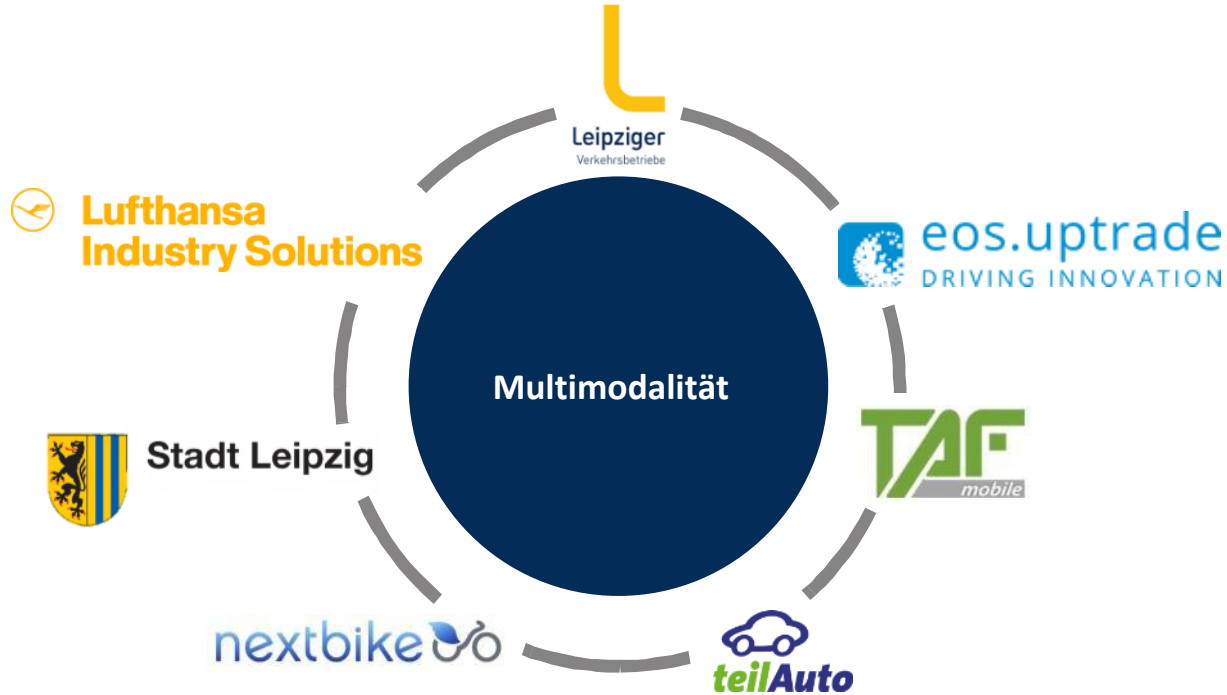 Leipziger
Verkehrsbetriebe
Lufthansa
Industry Solutions
eos.uptrade
DRIVING INNOVATION
Multimodalität
Stadt Leipzig
TAF
mobile
nextbike
teilAuto